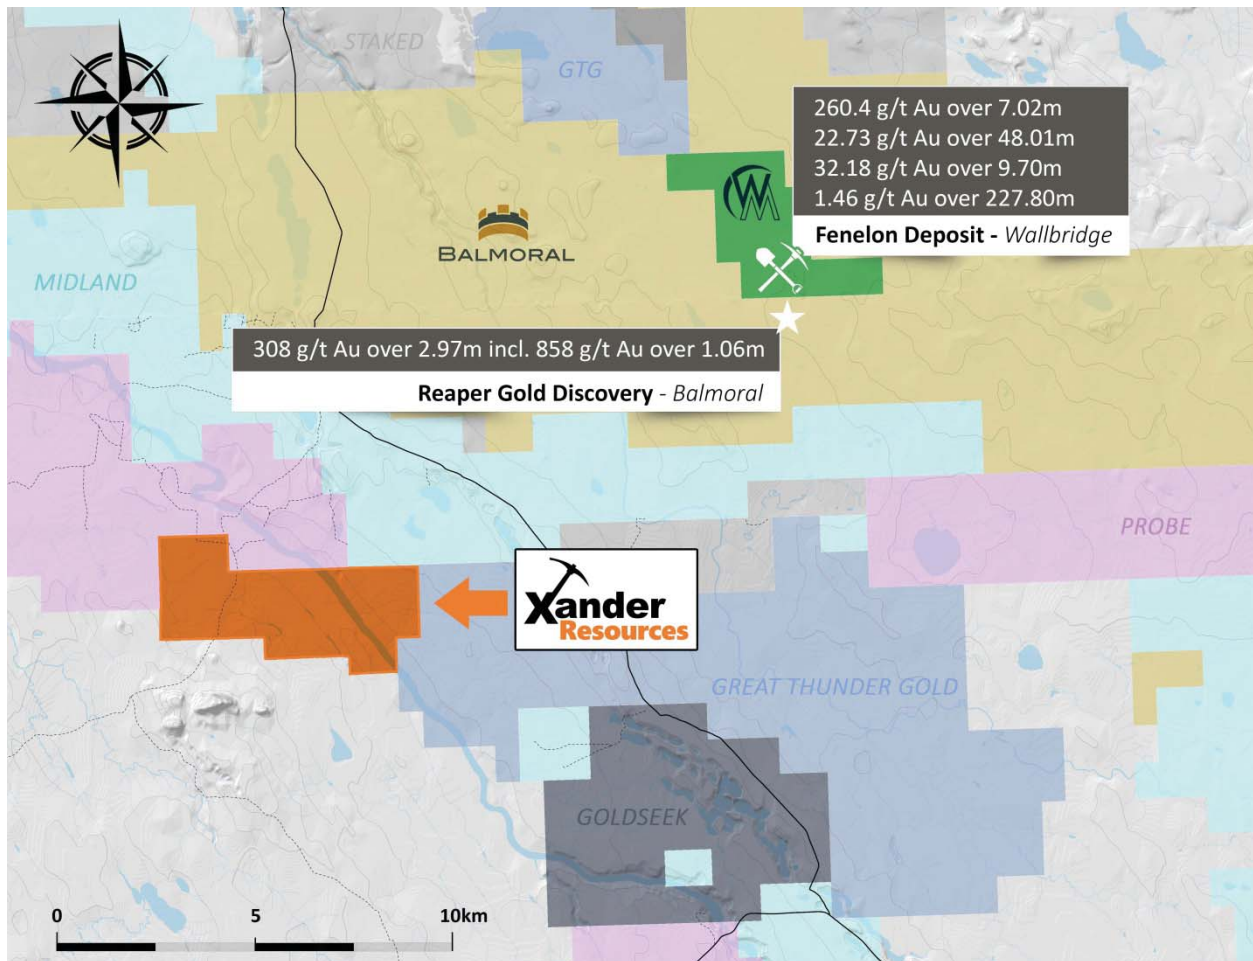 STAKED
GTG
260.4 g/t Au over 7.02m
22.73 g/t Au over 48.01m
32.18 g/t Au over 9.70m
1.46 g/t Au over 227.80m
Fenelon Deposit - Wallbridge
WM
BALMORAL
MIDLAND
308 g/t Au over 2.97m incl. 858 g/t Au over 1.06m
Reaper Gold Discovery - Balmoral
PROBE
Xander
Resources
GREAT THUNDER GOLD
GOLDSEEK
0 5 10km